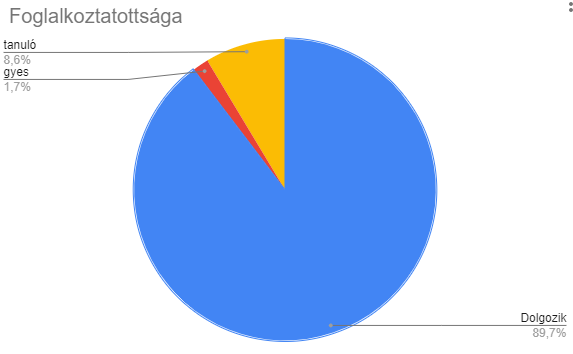 Foglalkoztatottsága
tanuló
8,6%
gyes
1,7%
Dolgozik
89,7%